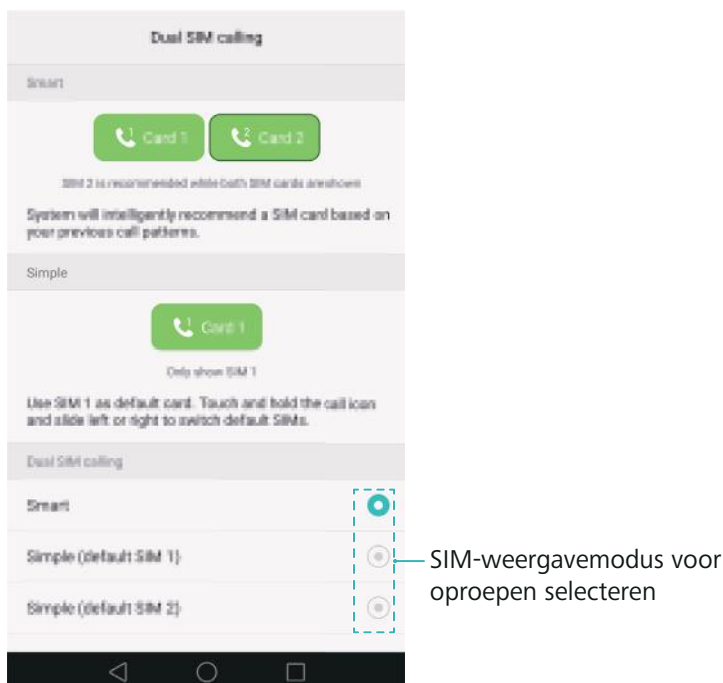 Dual SIM calling
Smart
1 Card 1
2 Card 2
SIM 2 is recommended while both SIM cards are shown
System will intelligently recommend a SIM card based on
your previous call patterns.
Simple
1 Card 1
Only show SIM 1
Use SIM 1 as default card. Touch and hold the call icon
and slide left or right to switch default SIMs.
Dual SIM calling
Smart
Simple (default SIM 1)
Simple (default SIM 2)
SIM-weergavemodus voor
oproepen selecteren